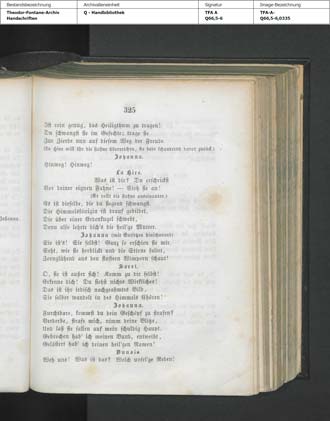 Bestandsbezeichnung
Archivalieneinheit
Signatur
Image-Bezeichnung
Theodor-Fontane-Archiv
Handschriften
Q - Handbibliothek
TFA A
Q66,5-6
TFA-A-
Q66,5-6,0335
325
Ist rein genug, das Heiligthum zu tragen!
Du schwangst sie im Gefechte; trage sie
Zur Zierde nun auf diesem Weg der Freude.
(La Hire will ihr die Fahne überreichen, sie bebt schaudernd davor zurück.)
Johanna.
Hinweg! Hinweg!
La Hire.
Was ist dir? Du erschrickst
Vor deiner eignen Fahne! — Sieh sie an!
(Er rollt die Fahne auseinander.)
Es ist dieselbe, die du siegend schwangst.
Die Himmelskönigin ist drauf gebildet,
Die über einer Erdenkugel schwebt,
Denn also lehrte dich's die heil'ge Mutter.
Johanna (mit Entsetzen hinschauend).
Sie ist's! Sie selbst! Ganz so erschien sie mir.
Seht, wie sie herblickt und die Stirne faltet,
Zornglühend aus den finstern Wimpern schaut!
Sorel.
O, sie ist außer sich! Komm zu dir selbst!
Erkenne dich! Du siehst nichts Wirkliches!
Das ist ihr irdisch nachgeahmtes Bild,
Sie selber wandelt in des Himmels Chören!
Johanna.
Furchtbare, kommst du dein Geschöpf zu strafen?
Verderbe, strafe mich, nimm deine Blitze,
Und laß sie fallen auf mein schuldig Haupt.
Gebrochen hab' ich meinen Bund, entweiht,
Gelästert hab' ich deinen heil'gen Namen!
Dunois
Weh uns! Was ist das? Welch unsel'ge Reden!